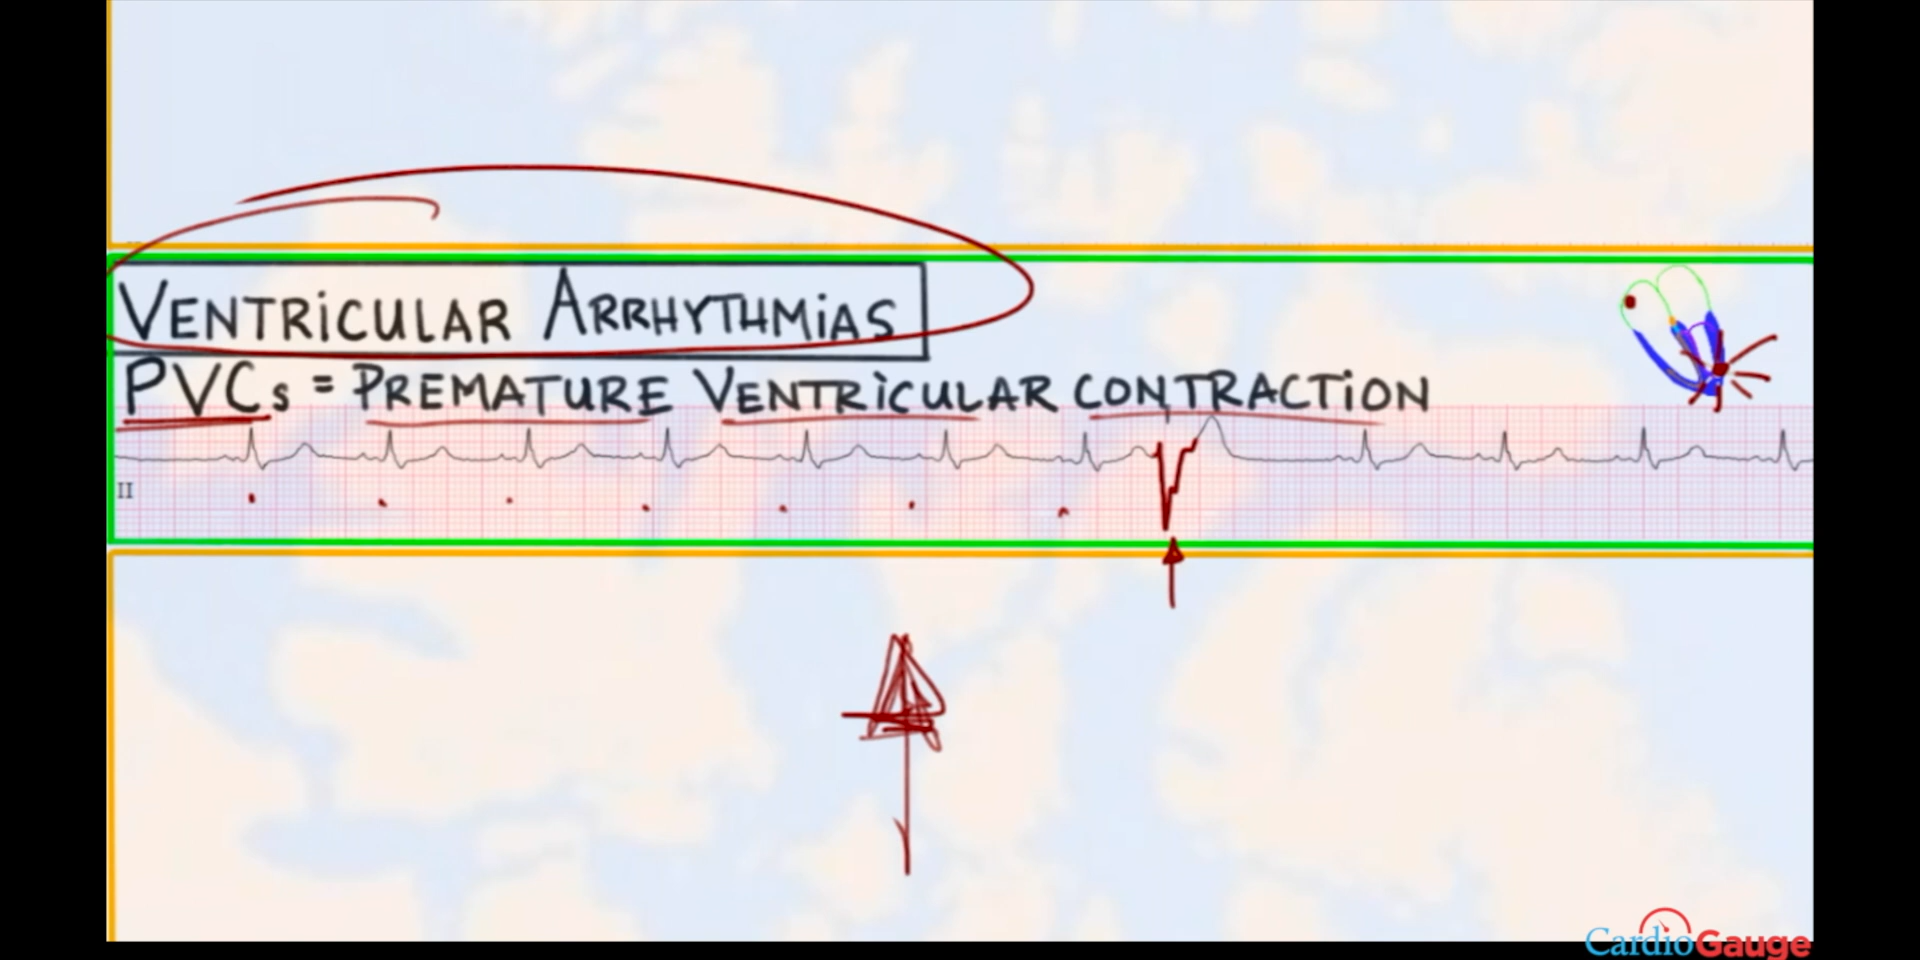 VENTRiCULAR ARRHYTHMiAS
PVCs = PREMATURE VENTRiCULAR CONTRACTiON
II
CardioGauge